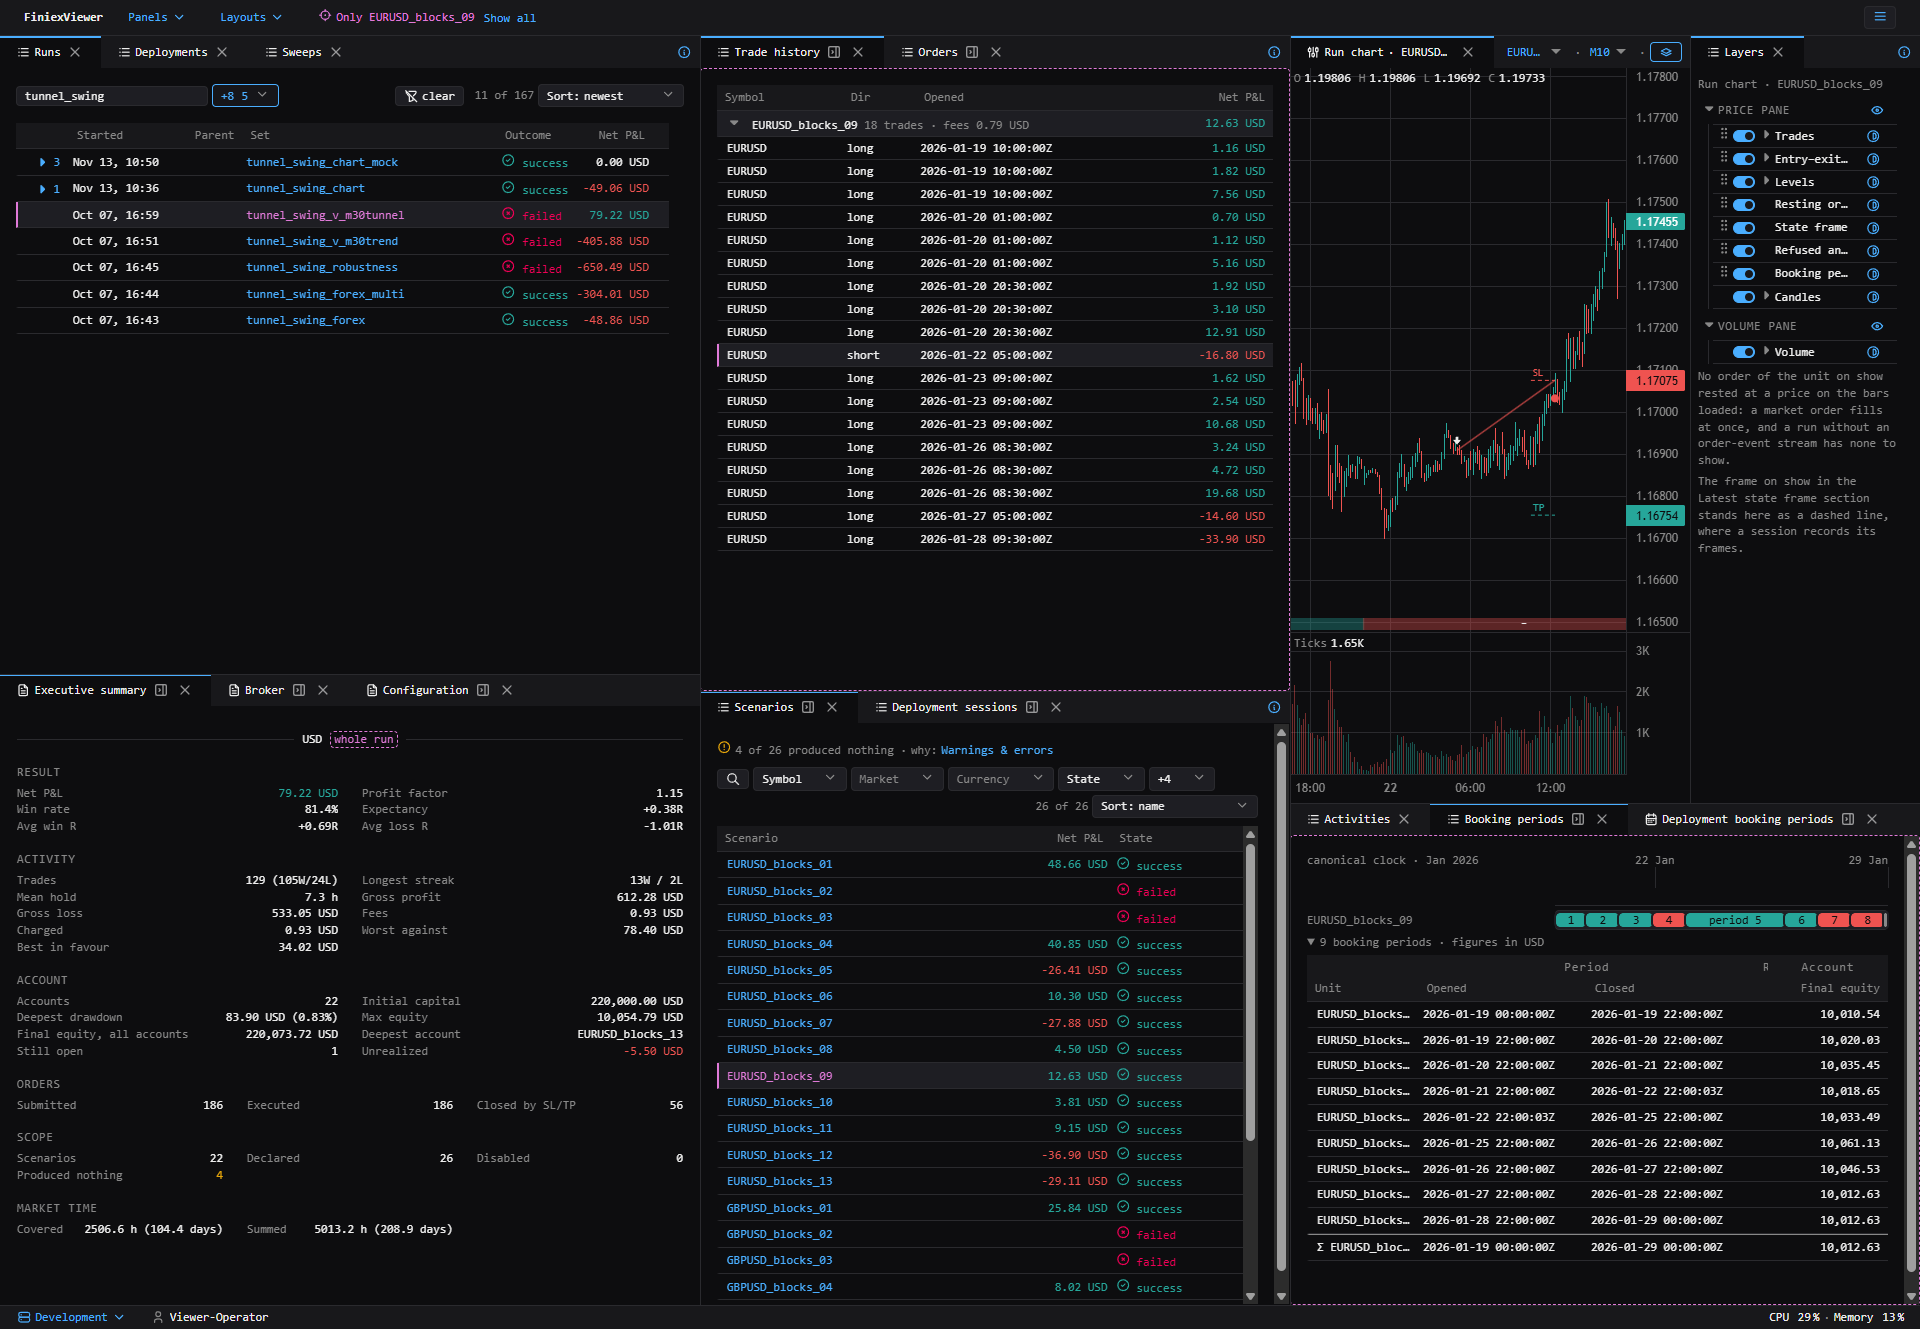 FiniexViewer Panels Layouts Only EURUSD_blocks_09 Show all
Runs Deployments Sweeps
tunnel_swing +8 5 clear 11 of 167 Sort: newest
Started Parent Set Outcome Net P&L
3 Nov 13, 10:50 tunnel_swing_chart_mock success 0.00 USD
1 Nov 13, 10:36 tunnel_swing_chart success -49.06 USD
Oct 07, 16:59 tunnel_swing_v_m30tunnel failed 79.22 USD
Oct 07, 16:51 tunnel_swing_v_m30trend failed -405.88 USD
Oct 07, 16:45 tunnel_swing_robustness failed -650.49 USD
Oct 07, 16:44 tunnel_swing_forex_multi success -304.01 USD
Oct 07, 16:43 tunnel_swing_forex success -48.86 USD
Executive summary Broker Configuration
USD whole run
RESULT
Net P&L 79.22 USD Profit factor 1.15
Win rate 81.4% Expectancy +0.38R
Avg win R +0.69R Avg loss R -1.01R
ACTIVITY
Trades 129 (105W/24L) Longest streak 13W / 2L
Mean hold 7.3 h Gross profit 612.28 USD
Gross loss 533.05 USD Fees 0.93 USD
Charged 0.93 USD Worst against 78.40 USD
Best in favour 34.02 USD
ACCOUNT
Accounts 22 Initial capital 220,000.00 USD
Deepest drawdown 83.90 USD (0.83%) Max equity 10,054.79 USD
Final equity, all accounts 220,073.72 USD Deepest account EURUSD_blocks_13
Still open 1 Unrealized -5.50 USD
ORDERS
Submitted 186 Executed 186 Closed by SL/TP 56
SCOPE
Scenarios 22 Declared 26 Disabled 0
Produced nothing 4
MARKET TIME
Covered 2506.6 h (104.4 days) Summed 5013.2 h (208.9 days)
Trade history Orders
Symbol Dir Opened Net P&L
EURUSD_blocks_09 18 trades · fees 0.79 USD 12.63 USD
EURUSD long 2026-01-19 10:00:00Z 1.16 USD
EURUSD long 2026-01-19 10:00:00Z 1.82 USD
EURUSD long 2026-01-19 10:00:00Z 7.56 USD
EURUSD long 2026-01-20 01:00:00Z 0.70 USD
EURUSD long 2026-01-20 01:00:00Z 1.12 USD
EURUSD long 2026-01-20 01:00:00Z 5.16 USD
EURUSD long 2026-01-20 20:30:00Z 1.92 USD
EURUSD long 2026-01-20 20:30:00Z 3.10 USD
EURUSD long 2026-01-20 20:30:00Z 12.91 USD
EURUSD short 2026-01-22 05:00:00Z -16.80 USD
EURUSD long 2026-01-23 09:00:00Z 1.62 USD
EURUSD long 2026-01-23 09:00:00Z 2.54 USD
EURUSD long 2026-01-23 09:00:00Z 10.68 USD
EURUSD long 2026-01-26 08:30:00Z 3.24 USD
EURUSD long 2026-01-26 08:30:00Z 4.72 USD
EURUSD long 2026-01-26 08:30:00Z 19.68 USD
EURUSD long 2026-01-27 05:00:00Z -14.60 USD
EURUSD long 2026-01-28 09:30:00Z -33.90 USD
Scenarios Deployment sessions
4 of 26 produced nothing · why: Warnings & errors
Symbol Market Currency State +4
26 of 26 Sort: name
Scenario Net P&L State
EURUSD_blocks_01 48.66 USD success
EURUSD_blocks_02 failed
EURUSD_blocks_03 failed
EURUSD_blocks_04 40.85 USD success
EURUSD_blocks_05 -26.41 USD success
EURUSD_blocks_06 10.30 USD success
EURUSD_blocks_07 -27.88 USD success
EURUSD_blocks_08 4.50 USD success
EURUSD_blocks_09 12.63 USD success
EURUSD_blocks_10 3.81 USD success
EURUSD_blocks_11 9.15 USD success
EURUSD_blocks_12 -36.90 USD success
EURUSD_blocks_13 -29.11 USD success
GBPUSD_blocks_01 25.84 USD success
GBPUSD_blocks_02 failed
GBPUSD_blocks_03 failed
GBPUSD_blocks_04 8.02 USD success
Run chart · EURUSD… EURU… · M10 ·
O 1.19806 H 1.19806 L 1.19692 C 1.19733
1.17800
1.17700
1.17600
1.17500
1.17455
1.17400
1.17300
1.17200
1.17100
SL 1.17075
1.17000
1.16900
1.16800
TP 1.16754
1.16700
1.16600
1.16500
–
Ticks 1.65K
3K
2K
1K
18:00 22 06:00 12:00
Layers
Run chart · EURUSD_blocks_09
PRICE PANE
Trades
Entry-exit…
Levels
Resting or…
State frame
Refused an…
Booking pe…
Candles
VOLUME PANE
Volume
No order of the unit on show
rested at a price on the bars
loaded: a market order fills
at once, and a run without an
order-event stream has none to
show.
The frame on show in the
Latest state frame section
stands here as a dashed line,
where a session records its
frames.
Activities Booking periods Deployment booking periods
canonical clock · Jan 2026 22 Jan 29 Jan
EURUSD_blocks_09 1 2 3 4 period 5 6 7 8
9 booking periods · figures in USD
Period R Account
Unit Opened Closed Final equity
EURUSD_blocks… 2026-01-19 00:00:00Z 2026-01-19 22:00:00Z 10,010.54
EURUSD_blocks… 2026-01-19 22:00:00Z 2026-01-20 22:00:00Z 10,020.03
EURUSD_blocks… 2026-01-20 22:00:00Z 2026-01-21 22:00:00Z 10,035.45
EURUSD_blocks… 2026-01-21 22:00:00Z 2026-01-22 22:00:03Z 10,018.65
EURUSD_blocks… 2026-01-22 22:00:03Z 2026-01-25 22:00:00Z 10,033.49
EURUSD_blocks… 2026-01-25 22:00:00Z 2026-01-26 22:00:00Z 10,061.13
EURUSD_blocks… 2026-01-26 22:00:00Z 2026-01-27 22:00:00Z 10,046.53
EURUSD_blocks… 2026-01-27 22:00:00Z 2026-01-28 22:00:00Z 10,012.63
EURUSD_blocks… 2026-01-28 22:00:00Z 2026-01-29 00:00:00Z 10,012.63
Σ EURUSD_bloc… 2026-01-19 00:00:00Z 2026-01-29 00:00:00Z 10,012.63
Development Viewer-Operator CPU 29% · Memory 13%